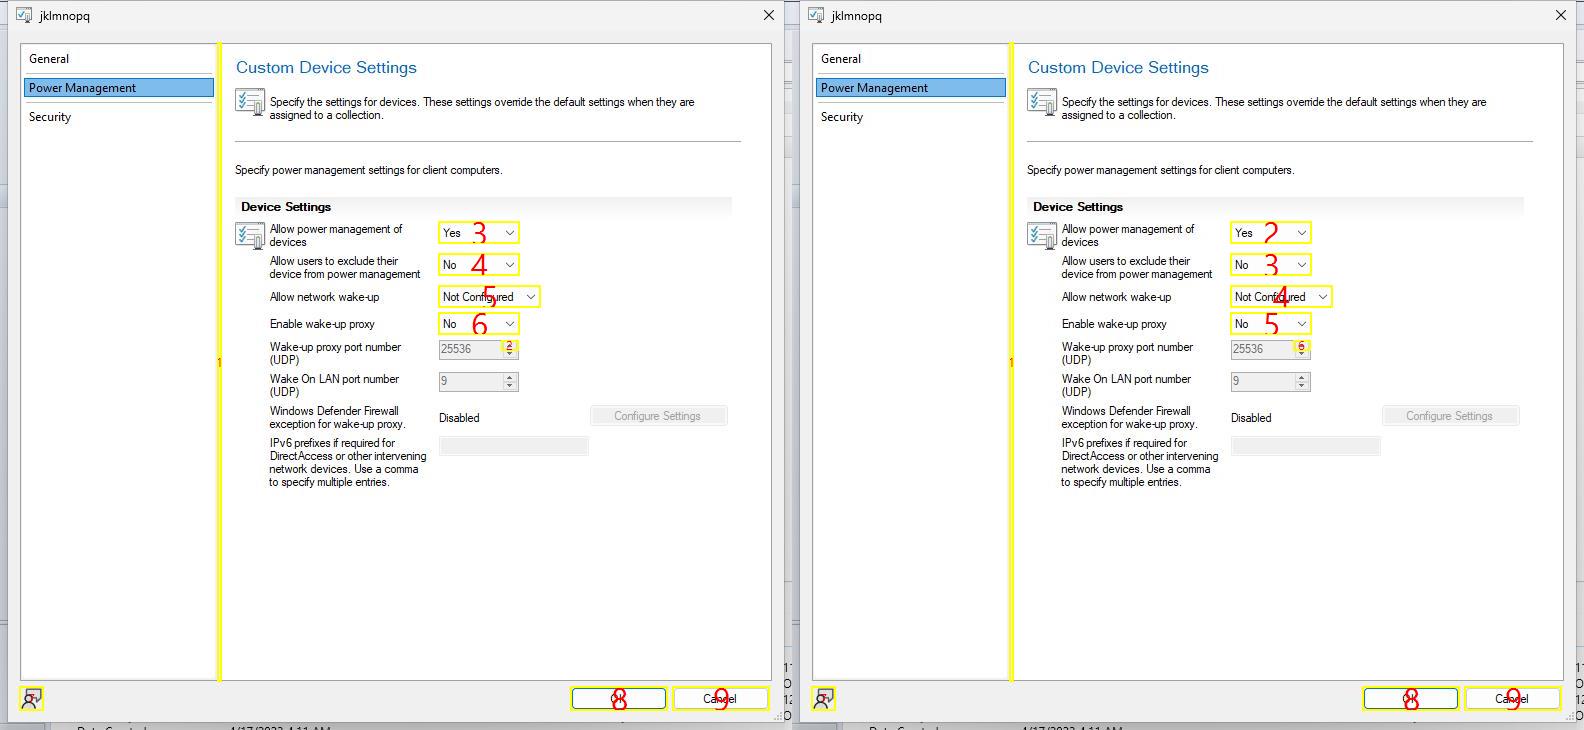 jklmnopq
General
Power Management
Security
Custom Device Settings
Specify the settings for devices. These settings override the default settings when they are
assigned to a collection.
Specify power management settings for client computers.
Device Settings
Allow power management of
devices
Yes 3
Allow users to exclude their
device from power management
No 4
Allow network wake-up
Not Configured 5
Enable wake-up proxy
No 6
Wake-up proxy port number
(UDP)
25536 2
1
Wake On LAN port number
(UDP)
9
Windows Defender Firewall
exception for wake-up proxy.
Disabled
Configure Settings
IPv6 prefixes if required for
DirectAccess or other intervening
network devices. Use a comma
to specify multiple entries.
8
Cancel 9
jklmnopq
General
Power Management
Security
Custom Device Settings
Specify the settings for devices. These settings override the default settings when they are
assigned to a collection.
Specify power management settings for client computers.
Device Settings
Allow power management of
devices
Yes 2
Allow users to exclude their
device from power management
No 3
Allow network wake-up
Not Configured 4
Enable wake-up proxy
No 5
Wake-up proxy port number
(UDP)
25536 6
1
Wake On LAN port number
(UDP)
9
Windows Defender Firewall
exception for wake-up proxy.
Disabled
Configure Settings
IPv6 prefixes if required for
DirectAccess or other intervening
network devices. Use a comma
to specify multiple entries.
8
Cancel 9